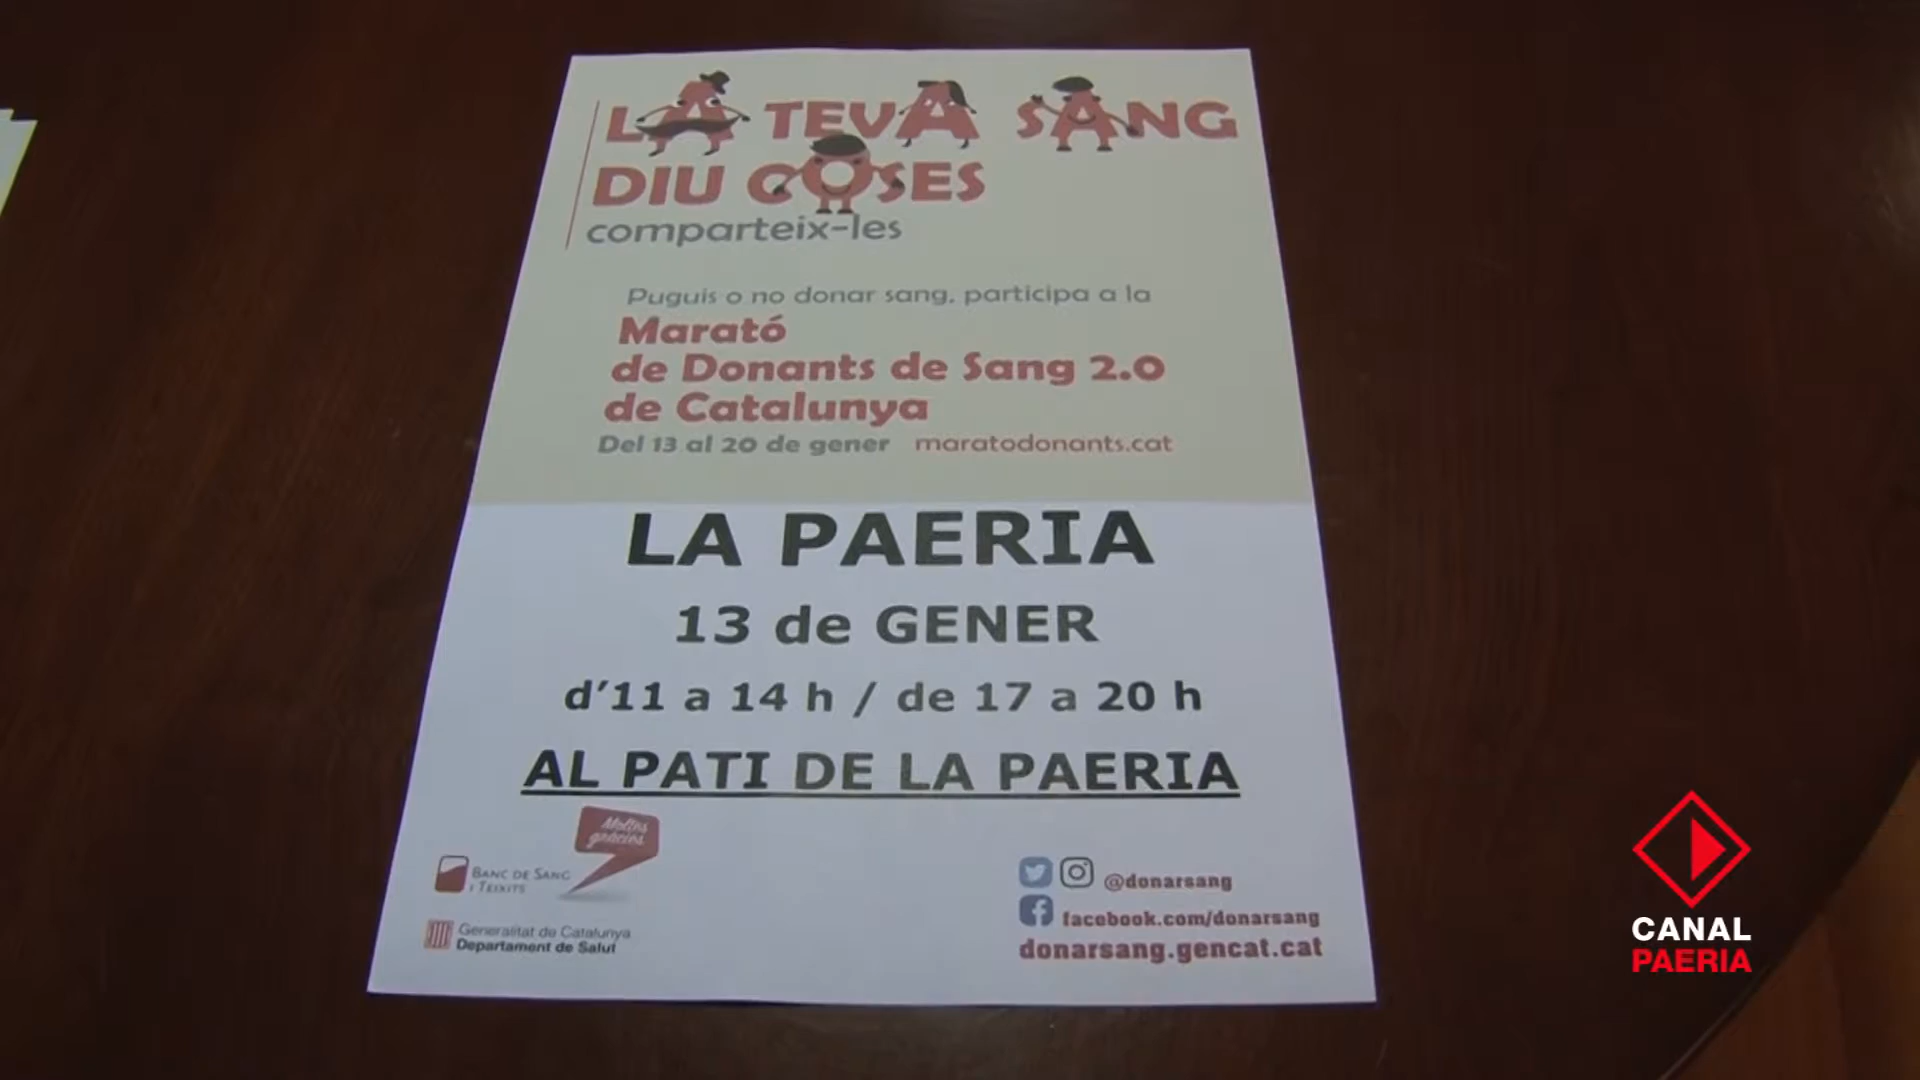 LA TEVA SANG
DIU COSES
comparteix-les
Puguis o no donar sang, participa a la
Marató
de Donants de Sang 2.0
de Catalunya
Del 13 al 20 de gener maratodonants.cat
LA PAERIA
13 de GENER
d'11 a 14 h / de 17 a 20 h
AL PATI DE LA PAERIA
Moltes
gràcies
BANC DE SANG
I TEIXITS
Generalitat de Catalunya
Departament de Salut
@donarsang
facebook.com/donarsang
donarsang.gencat.cat
CANAL
PAERIA